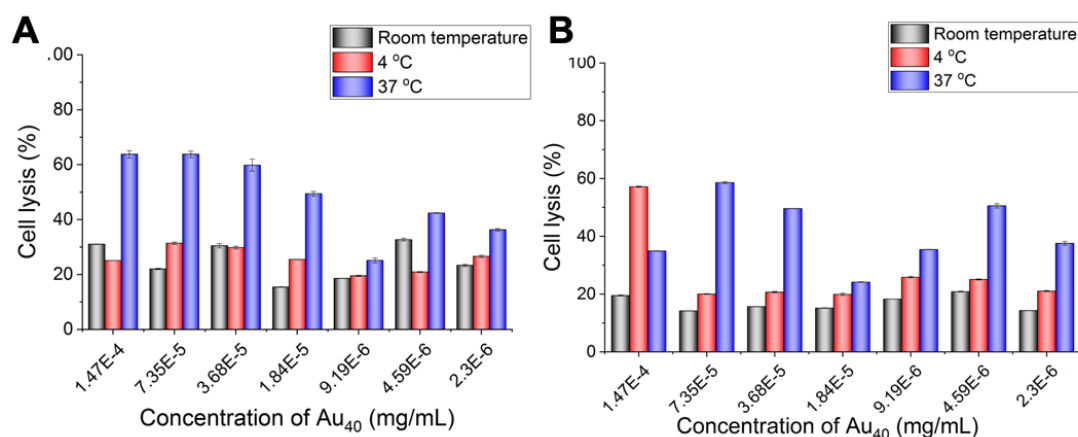 A
Room temperature
4 °C
37 °C
.00
80
60
40
20
0
Cell lysis (%)
1.47E-4
7.35E-5
3.68E-5
1.84E-5
9.19E-6
4.59E-6
2.3E-6
Concentration of Au₄₀ (mg/mL)
B
Room temperature
4 °C
37 °C
100
80
60
40
20
0
Cell lysis (%)
1.47E-4
7.35E-5
3.68E-5
1.84E-5
9.19E-6
4.59E-6
2.3E-6
Concentration of Au₄₀ (mg/mL)